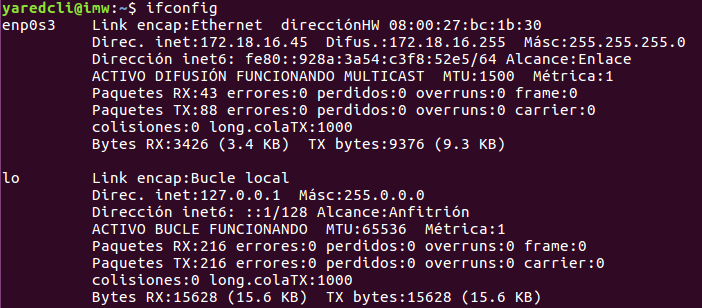 yaredcli@imw:~$ ifconfig
enp0s3    Link encap:Ethernet  direcciónHW 08:00:27:bc:1b:30
          Direc. inet:172.18.16.45  Difus.:172.18.16.255  Másc:255.255.255.0
          Dirección inet6: fe80::928a:3a54:c3f8:52e5/64 Alcance:Enlace
          ACTIVO DIFUSIÓN FUNCIONANDO MULTICAST  MTU:1500  Métrica:1
          Paquetes RX:43 errores:0 perdidos:0 overruns:0 frame:0
          Paquetes TX:88 errores:0 perdidos:0 overruns:0 carrier:0
          colisiones:0 long.colaTX:1000
          Bytes RX:3426 (3.4 KB)  TX bytes:9376 (9.3 KB)
lo        Link encap:Bucle local
          Direc. inet:127.0.0.1  Másc:255.0.0.0
          Dirección inet6: ::1/128 Alcance:Anfitrión
          ACTIVO BUCLE FUNCIONANDO  MTU:65536  Métrica:1
          Paquetes RX:216 errores:0 perdidos:0 overruns:0 frame:0
          Paquetes TX:216 errores:0 perdidos:0 overruns:0 carrier:0
          colisiones:0 long.colaTX:1000
          Bytes RX:15628 (15.6 KB)  TX bytes:15628 (15.6 KB)